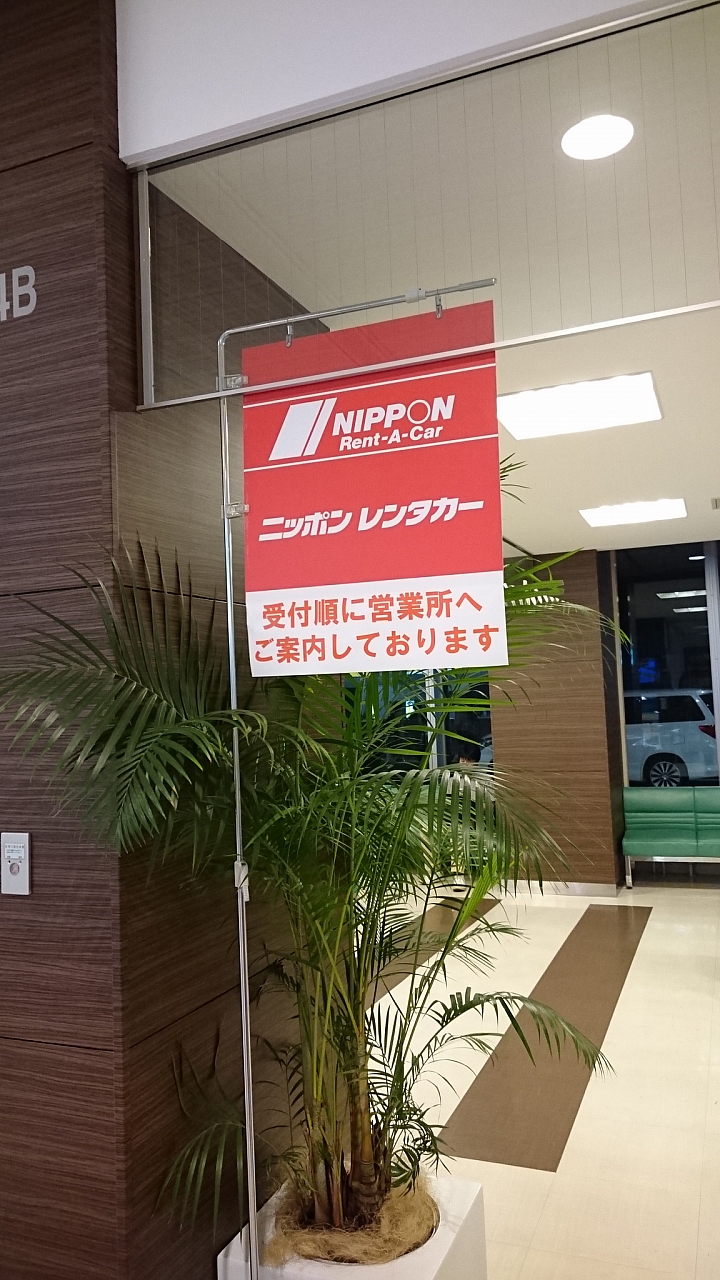 4B
NIPPON
Rent-A-Car
ニッポン レンタカー
受付順に営業所へ
ご案内しております